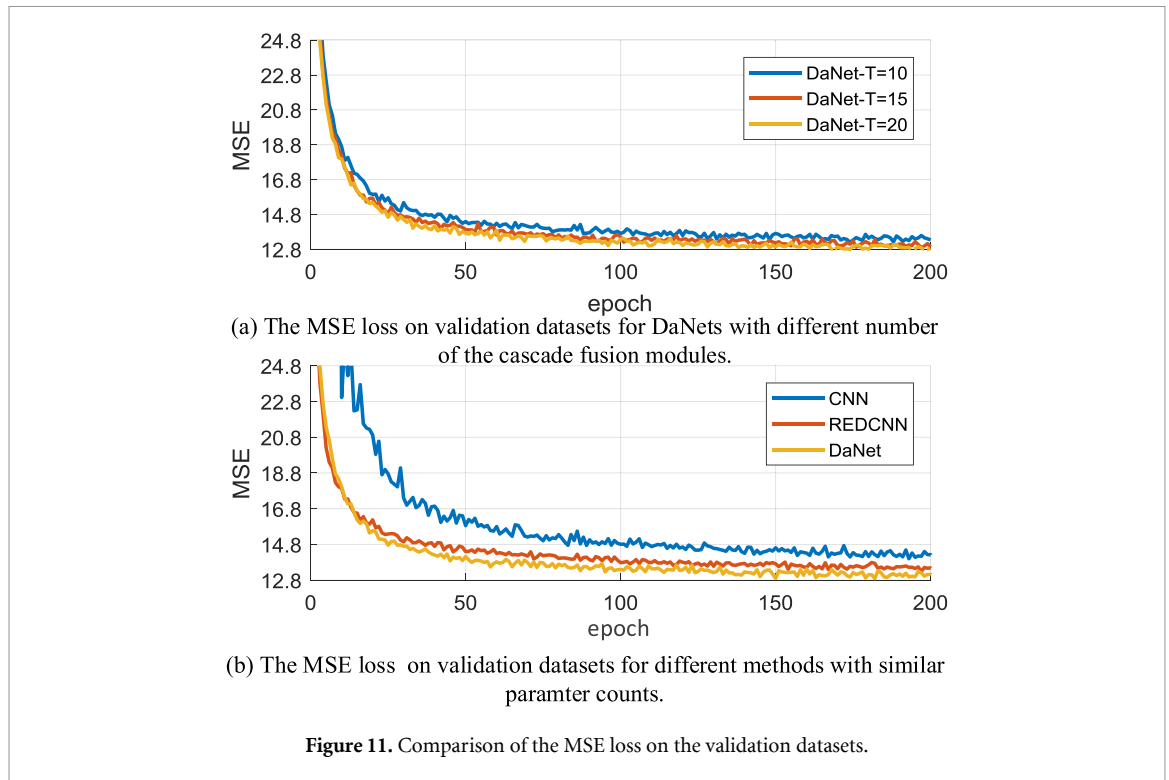 24.8
22.8
20.8
18.8
16.8
14.8
12.8
MSE
0
50
100
150
200
epoch
DaNet-T=10
DaNet-T=15
DaNet-T=20
(a) The MSE loss on validation datasets for DaNets with different number
of the cascade fusion modules.
24.8
22.8
20.8
18.8
16.8
14.8
12.8
MSE
0
50
100
150
200
epoch
CNN
REDCNN
DaNet
(b) The MSE loss on validation datasets for different methods with similar
paramter counts.
Figure 11. Comparison of the MSE loss on the validation datasets.